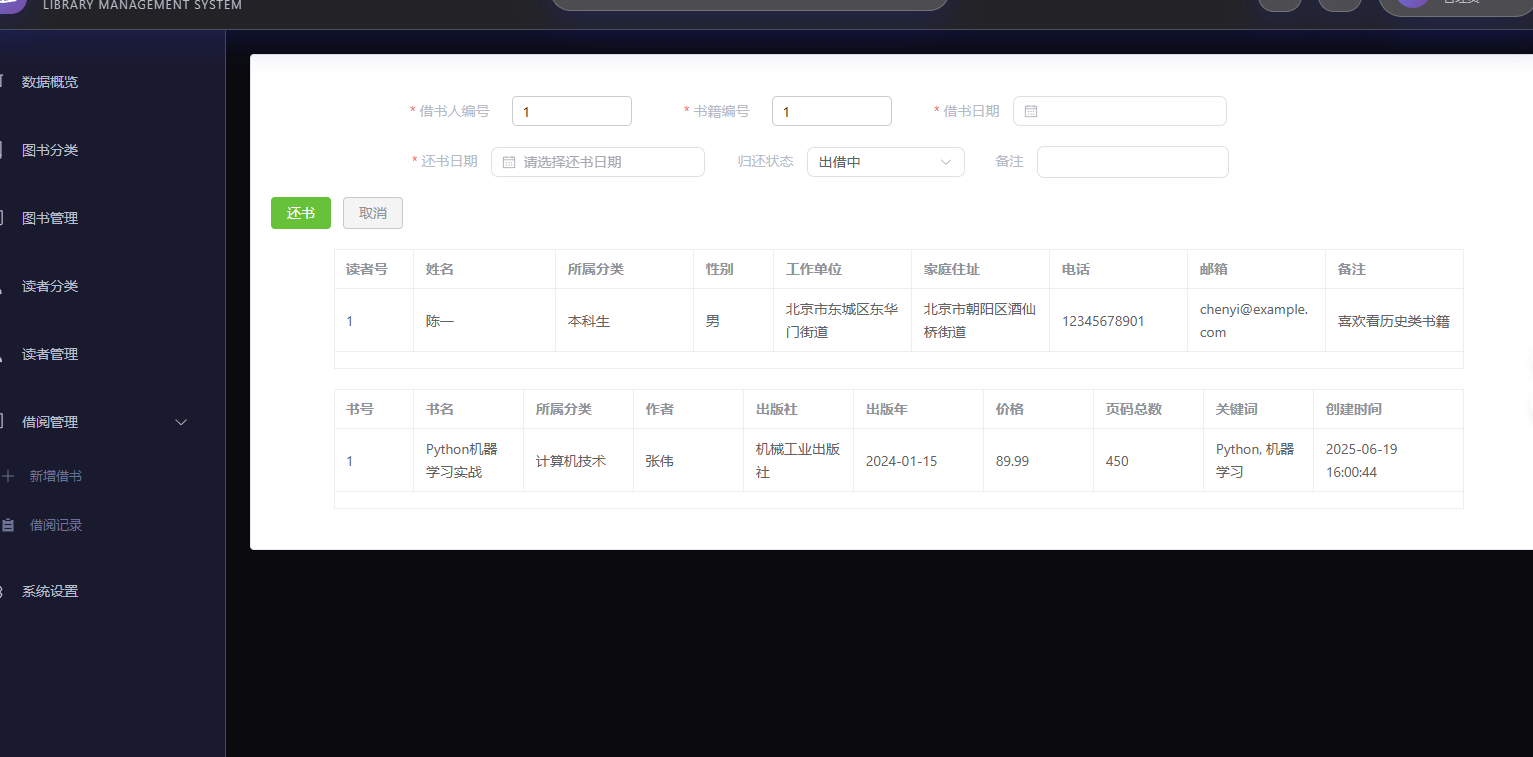 LIBRARY MANAGEMENT SYSTEM
数据概览
图书分类
图书管理
读者分类
读者管理
借阅管理
新增借书
借阅记录
系统设置
* 借书人编号 1 * 书籍编号 1 * 借书日期
* 还书日期 请选择还书日期 归还状态 出借中 备注
还书 取消
读者号 姓名 所属分类 性别 工作单位 家庭住址 电话 邮箱 备注
1 陈一 本科生 男 北京市东城区东华门街道 北京市朝阳区酒仙桥街道 12345678901 chenyi@example.com 喜欢看历史类书籍
书号 书名 所属分类 作者 出版社 出版年 价格 页码总数 关键词 创建时间
1 Python机器学习实战 计算机技术 张伟 机械工业出版社 2024-01-15 89.99 450 Python, 机器学习 2025-06-19 16:00:44